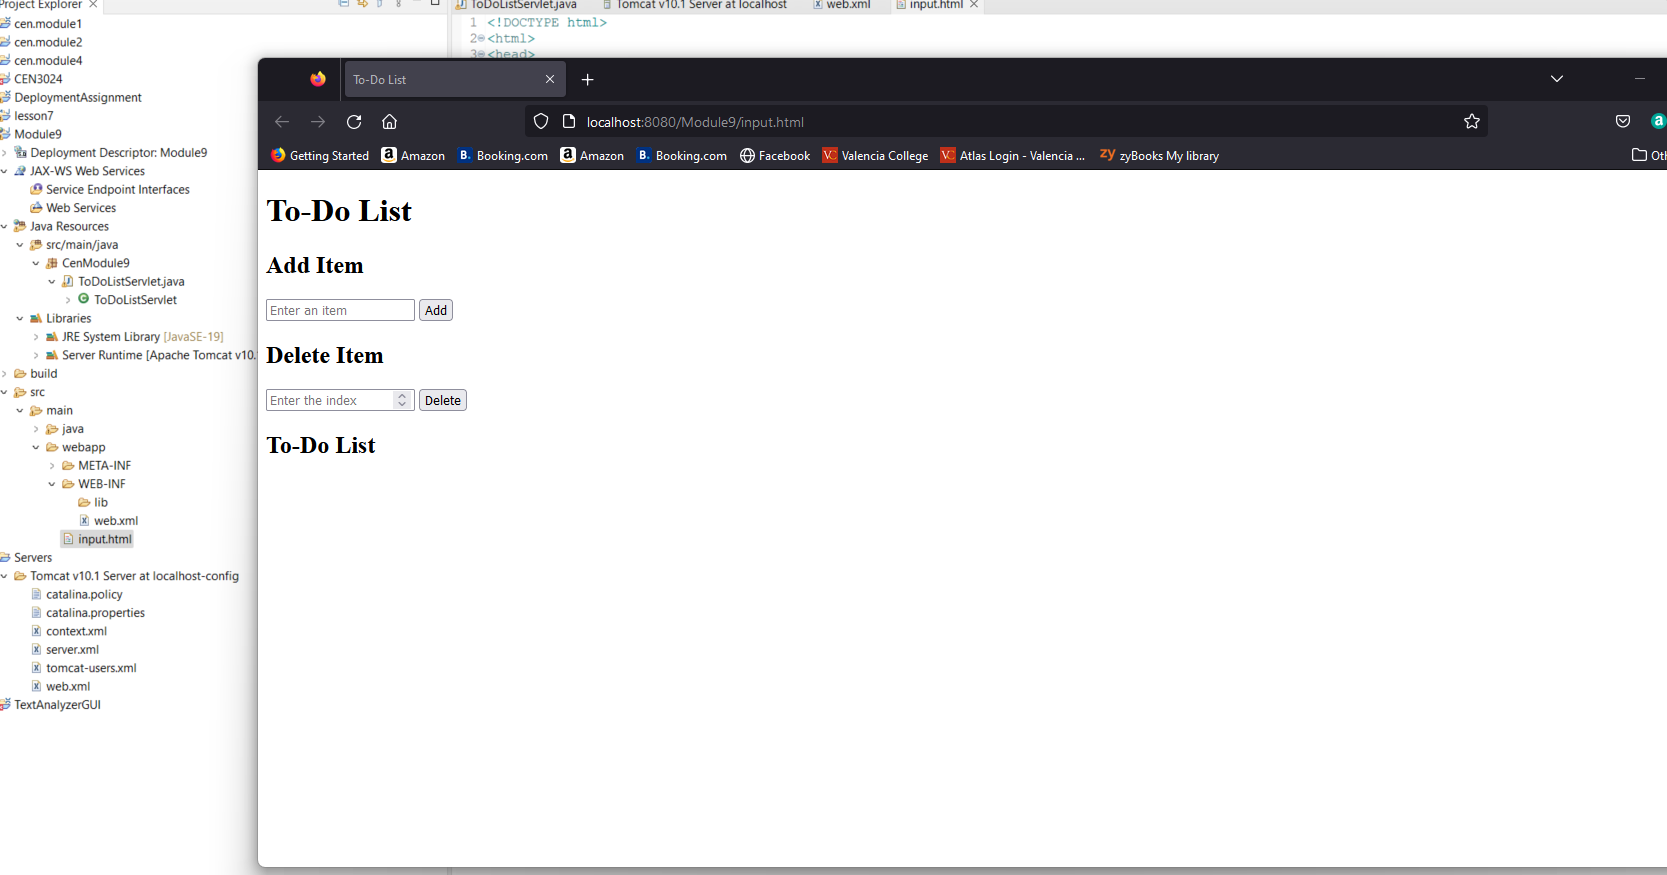 Project Explorer
cen.module1
cen.module2
cen.module4
CEN3024
DeploymentAssignment
lesson7
Module9
Deployment Descriptor: Module9
JAX-WS Web Services
Service Endpoint Interfaces
Web Services
Java Resources
src/main/java
CenModule9
ToDoListServlet.java
ToDoListServlet
Libraries
JRE System Library [JavaSE-19]
Server Runtime [Apache Tomcat v10.
build
src
main
java
webapp
META-INF
WEB-INF
lib
web.xml
input.html
Servers
Tomcat v10.1 Server at localhost-config
catalina.policy
catalina.properties
context.xml
server.xml
tomcat-users.xml
web.xml
TextAnalyzerGUI
ToDoListServlet.java Tomcat v10.1 Server at localhost web.xml input.html
1 <!DOCTYPE html>
2 <html>
3 <head>
To-Do List
localhost:8080/Module9/input.html
Getting Started Amazon Booking.com Amazon Booking.com Facebook Valencia College Atlas Login - Valencia ... zyBooks My library Oth
To-Do List
Add Item
Enter an item Add
Delete Item
Enter the index Delete
To-Do List